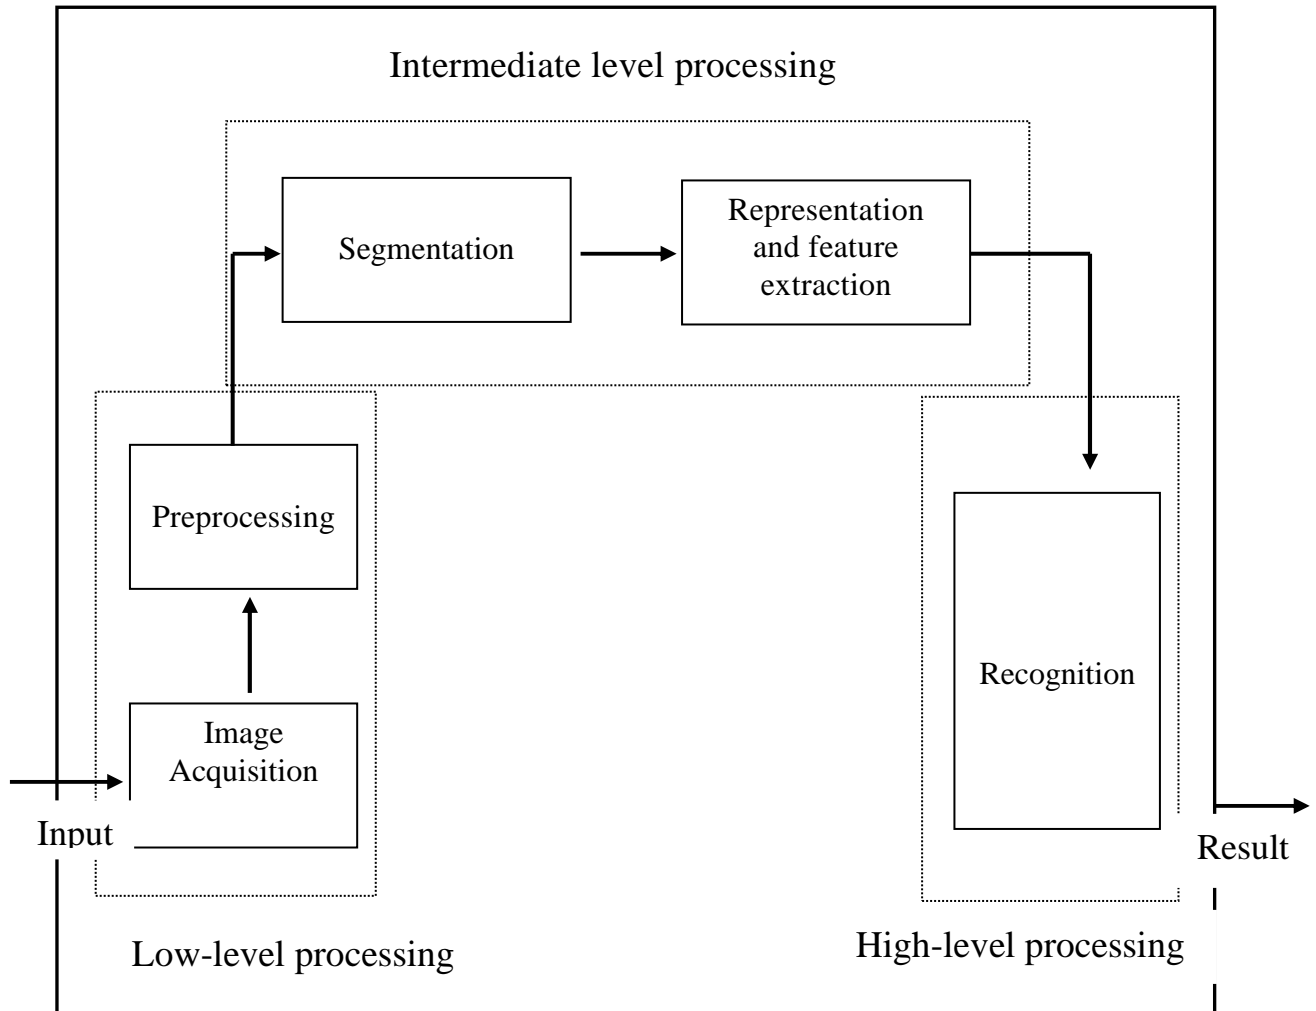 Intermediate level processing
Segmentation
Representation
and feature
extraction
Preprocessing
Image
Acquisition
Input
Recognition
Result
Low-level processing
High-level processing